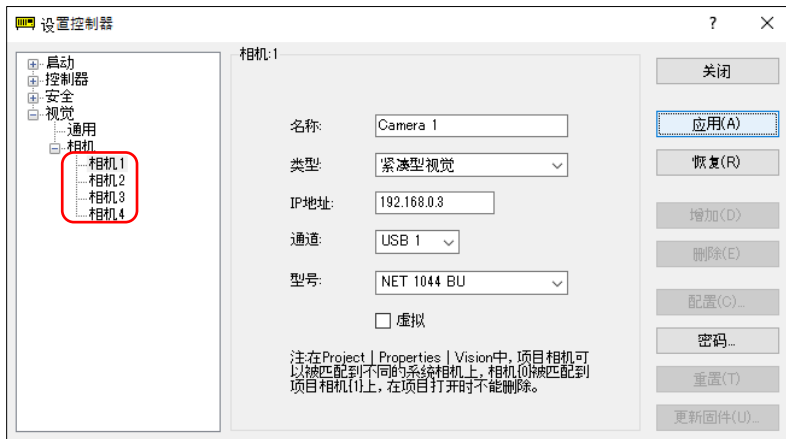 设置控制器
? ×
启动
控制器
安全
视觉
通用
相机
相机1
相机2
相机3
相机4
相机:1
名称: Camera 1
类型: 紧凑型视觉
IP地址: 192.168.0.3
通道: USB 1
型号: NET 1044 BU
虚拟
注:在Project | Properties | Vision中, 项目相机可
以被匹配到不同的系统相机上, 相机{0}被匹配到
项目相机{1}上, 在项目打开时不能删除。
关闭
应用(A)
恢复(R)
增加(D)
删除(E)
配置(C)...
密码...
重置(T)
更新固件(U)...